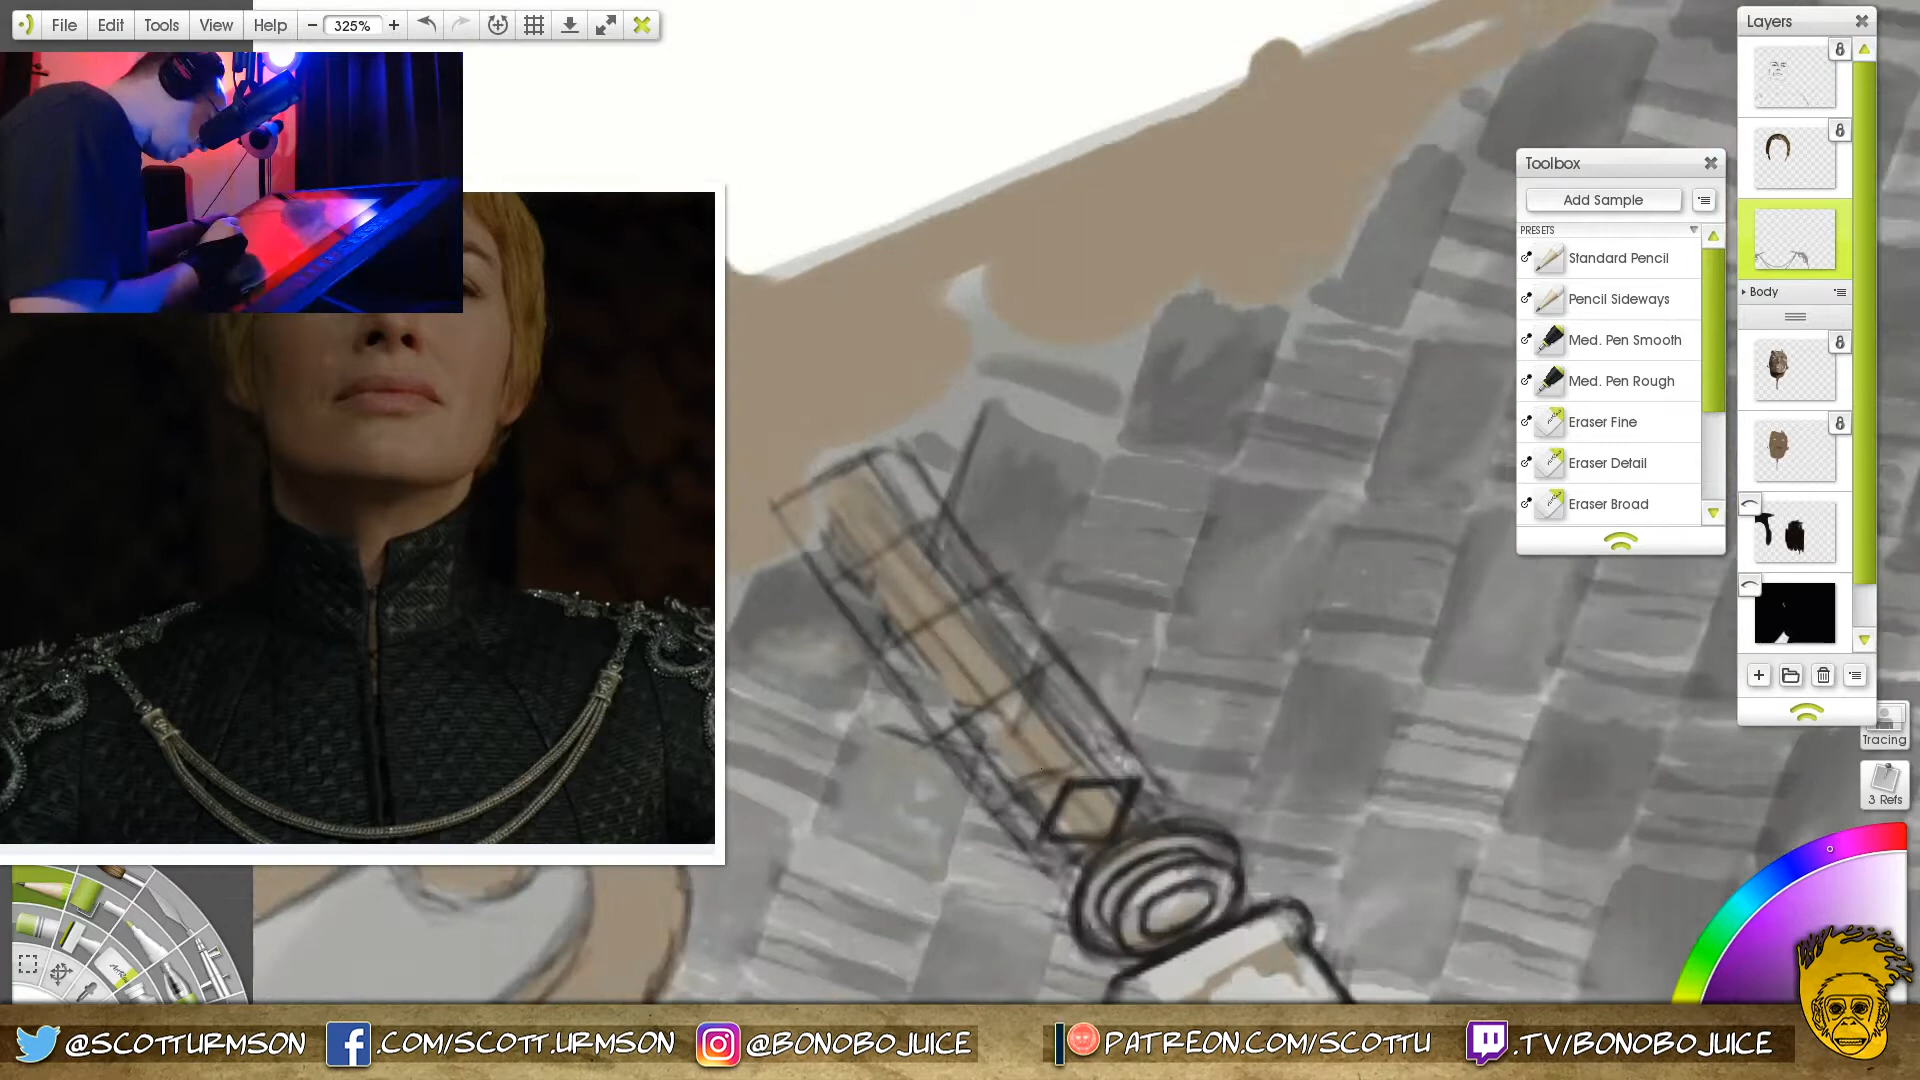 File Edit Tools View Help 325%
Layers
Toolbox
Add Sample
PRESETS
Standard Pencil
Pencil Sideways
Med. Pen Smooth
Med. Pen Rough
Eraser Fine
Eraser Detail
Eraser Broad
Body
Tracing
3 Refs
@SCOTTURMSON .COM/SCOTT.URMSON @BONOBOJUICE PATREON.COM/SCOTTU .TV/BONOBOJUICE